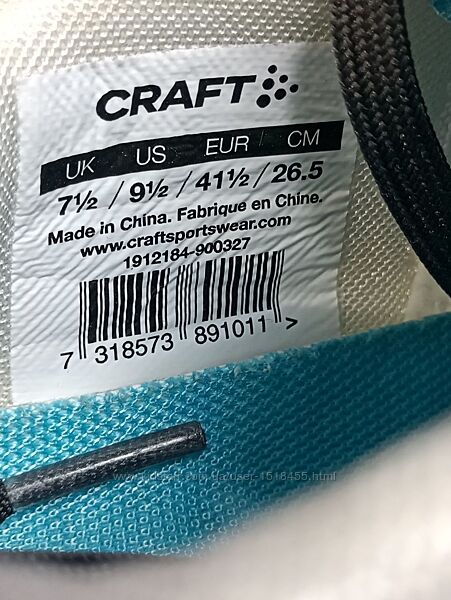 CRAFT
UK US EUR CM
7½ / 9½ / 41½ / 26.5
Made in China. Fabrique en Chine.
www.craftsportswear.com
1912184-900327
7 318573 891011 >